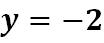 y = −2